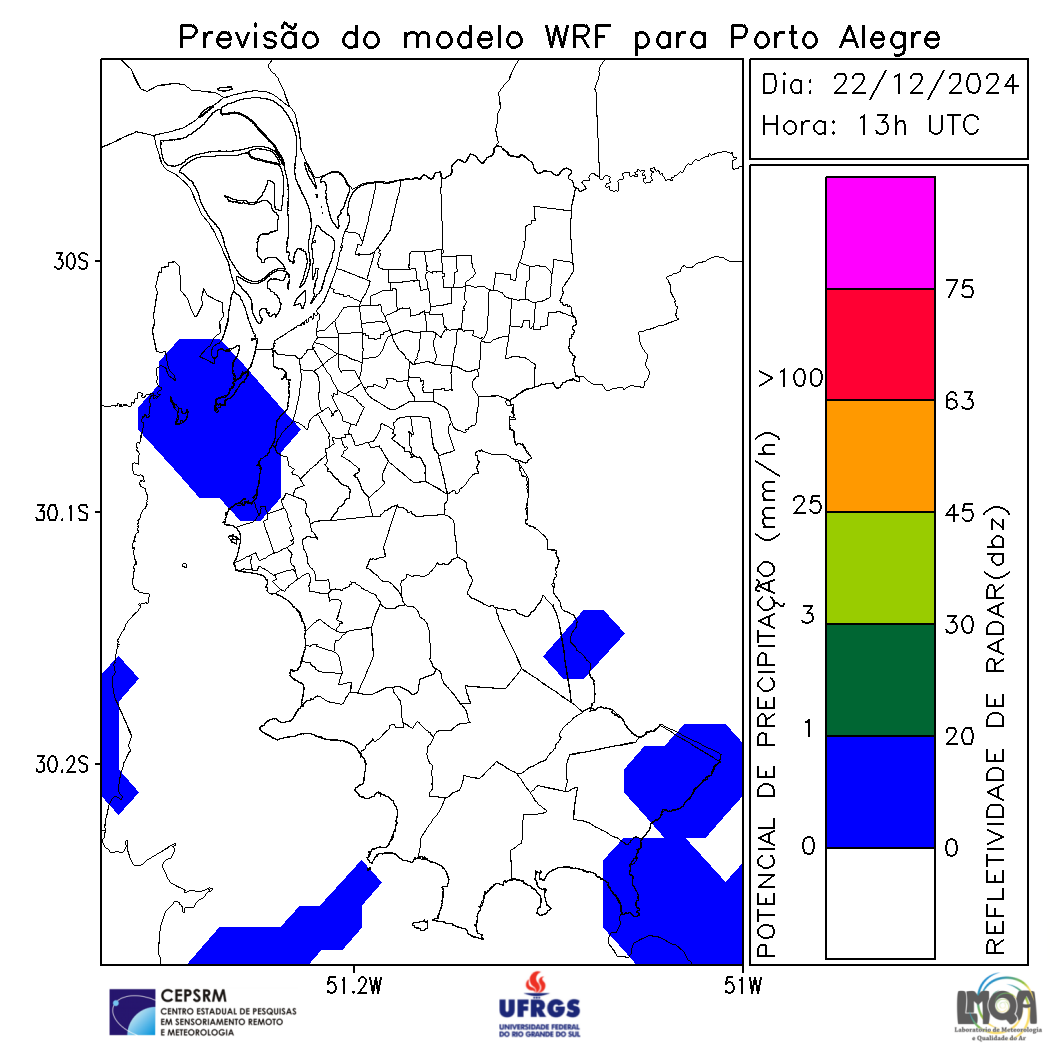 Previsão do modelo WRF para Porto Alegre
Dia: 22/12/2024
Hora: 13h UTC
30S
30.1S
30.2S
51.2W
51W
POTENCIAL DE PRECIPITAÇÃO (mm/h)
>100
25
3
1
0
75
63
45
30
20
0
REFLETIVIDADE DE RADAR(dbz)
CEPSRM
CENTRO ESTADUAL DE PESQUISAS
EM SENSORIAMENTO REMOTO
E METEOROLOGIA
UFRGS
UNIVERSIDADE FEDERAL
DO RIO GRANDE DO SUL
LMQA
Laboratório de Meteorologia
e Qualidade do Ar